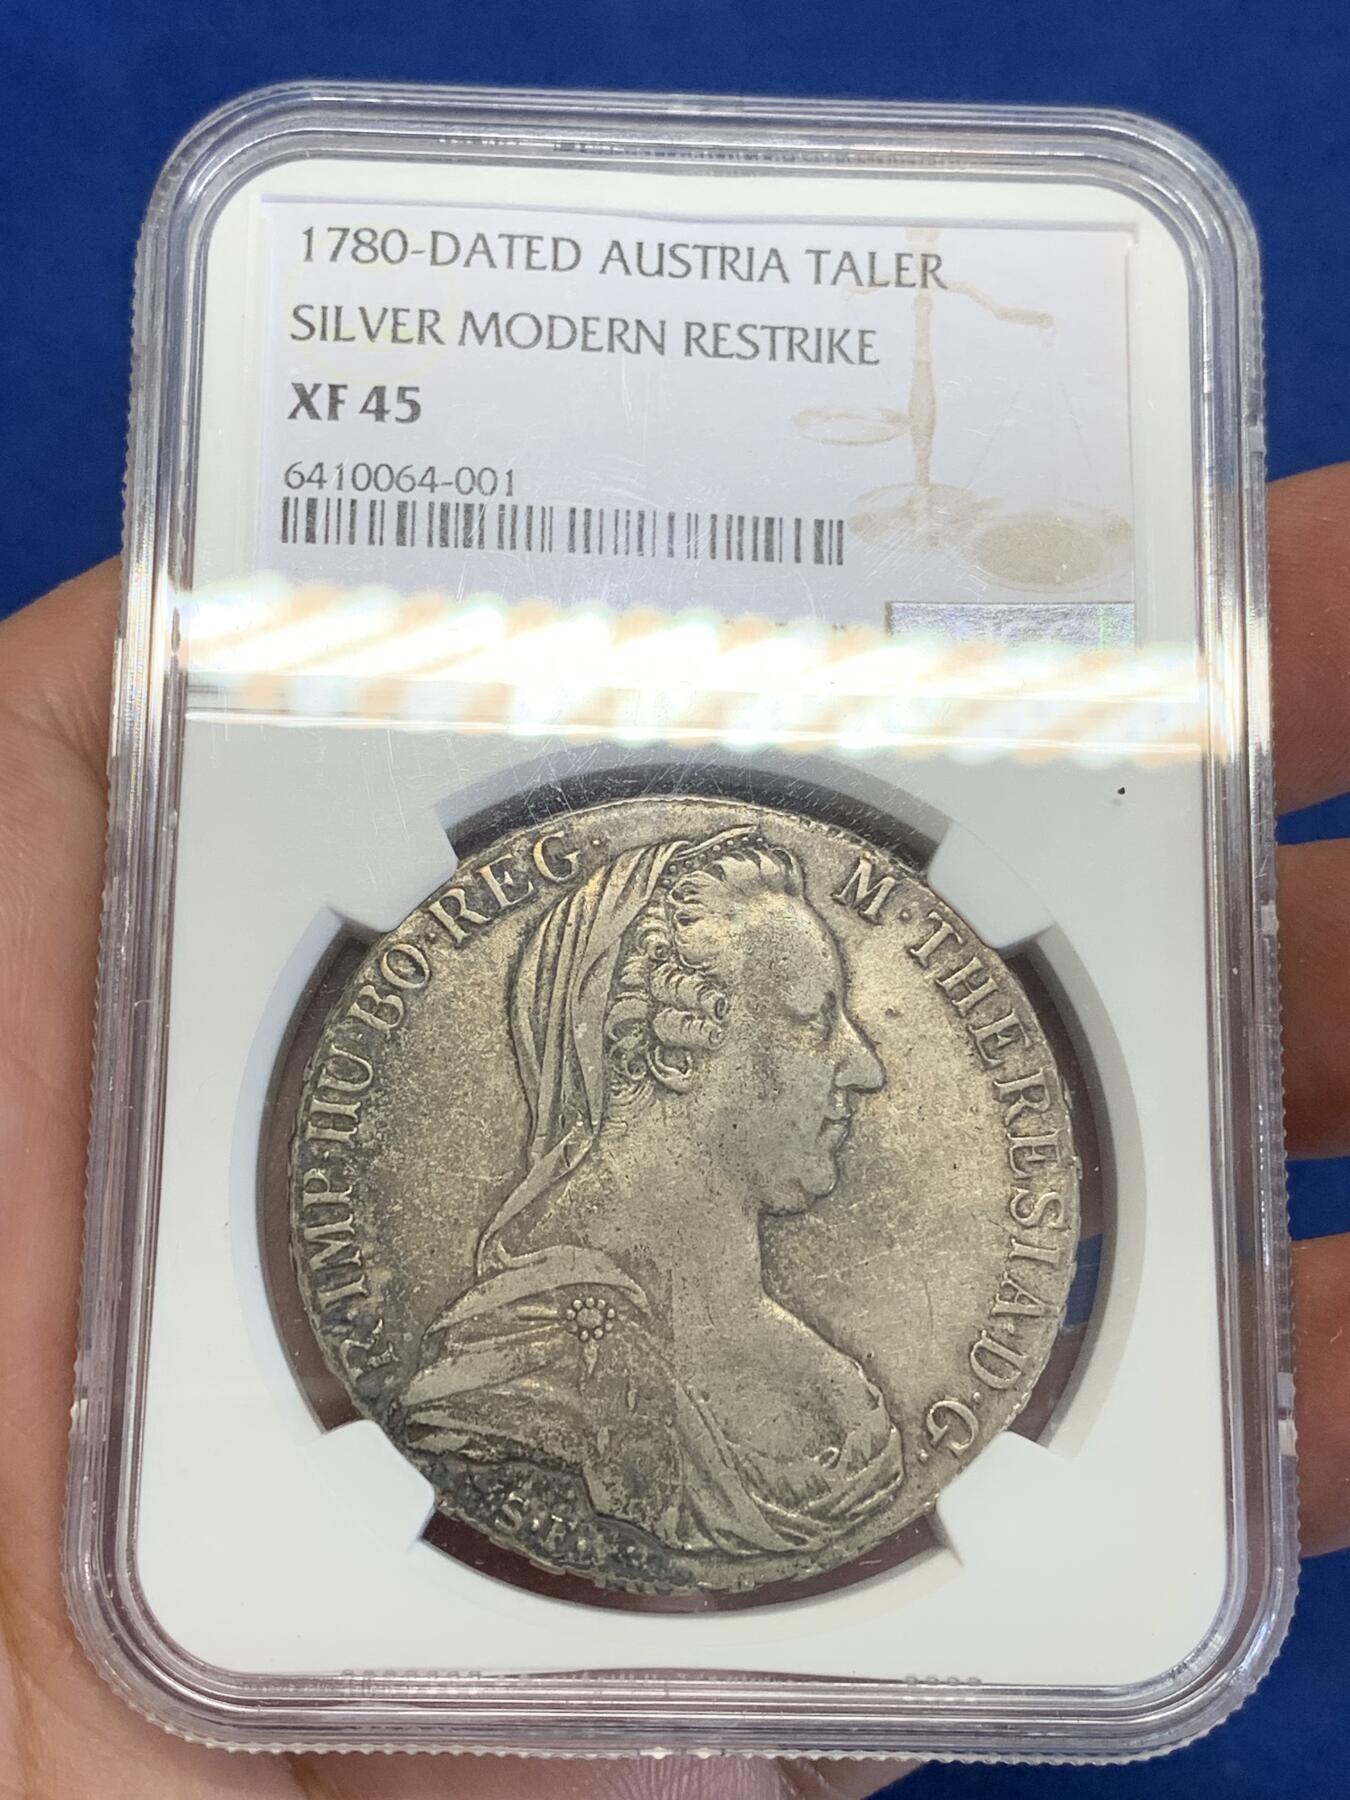 1780-DATED AUSTRIA TALER
SILVER MODERN RESTRIKE
XF 45
6410064-001
R·IMP·HU·BO·REG.
M·THERESIA·D·G.
S·F.